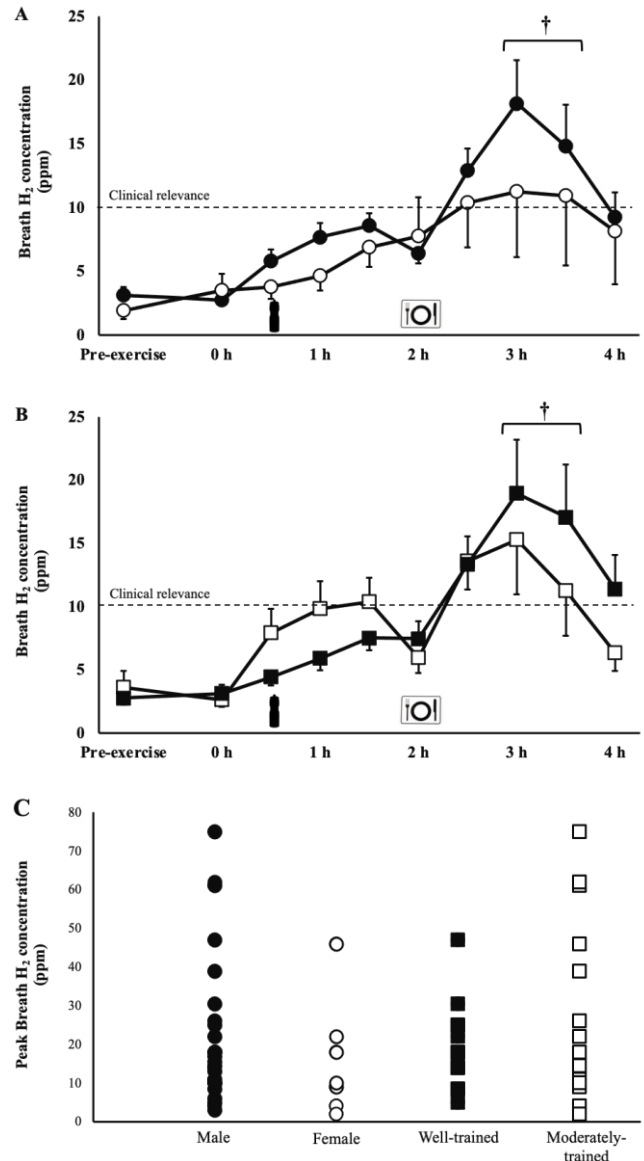 A
†
25
20
15
10
5
0
Breath H₂ concentration
(ppm)
Clinical relevance
Pre-exercise 0 h 1 h 2 h 3 h 4 h
B
†
25
20
15
10
5
0
Breath H₂ concentration
(ppm)
Clinical relevance
Pre-exercise 0 h 1 h 2 h 3 h 4 h
C
80
70
60
50
40
30
20
10
0
Peak Breath H₂ concentration
(ppm)
Male Female Well-trained Moderately-
trained